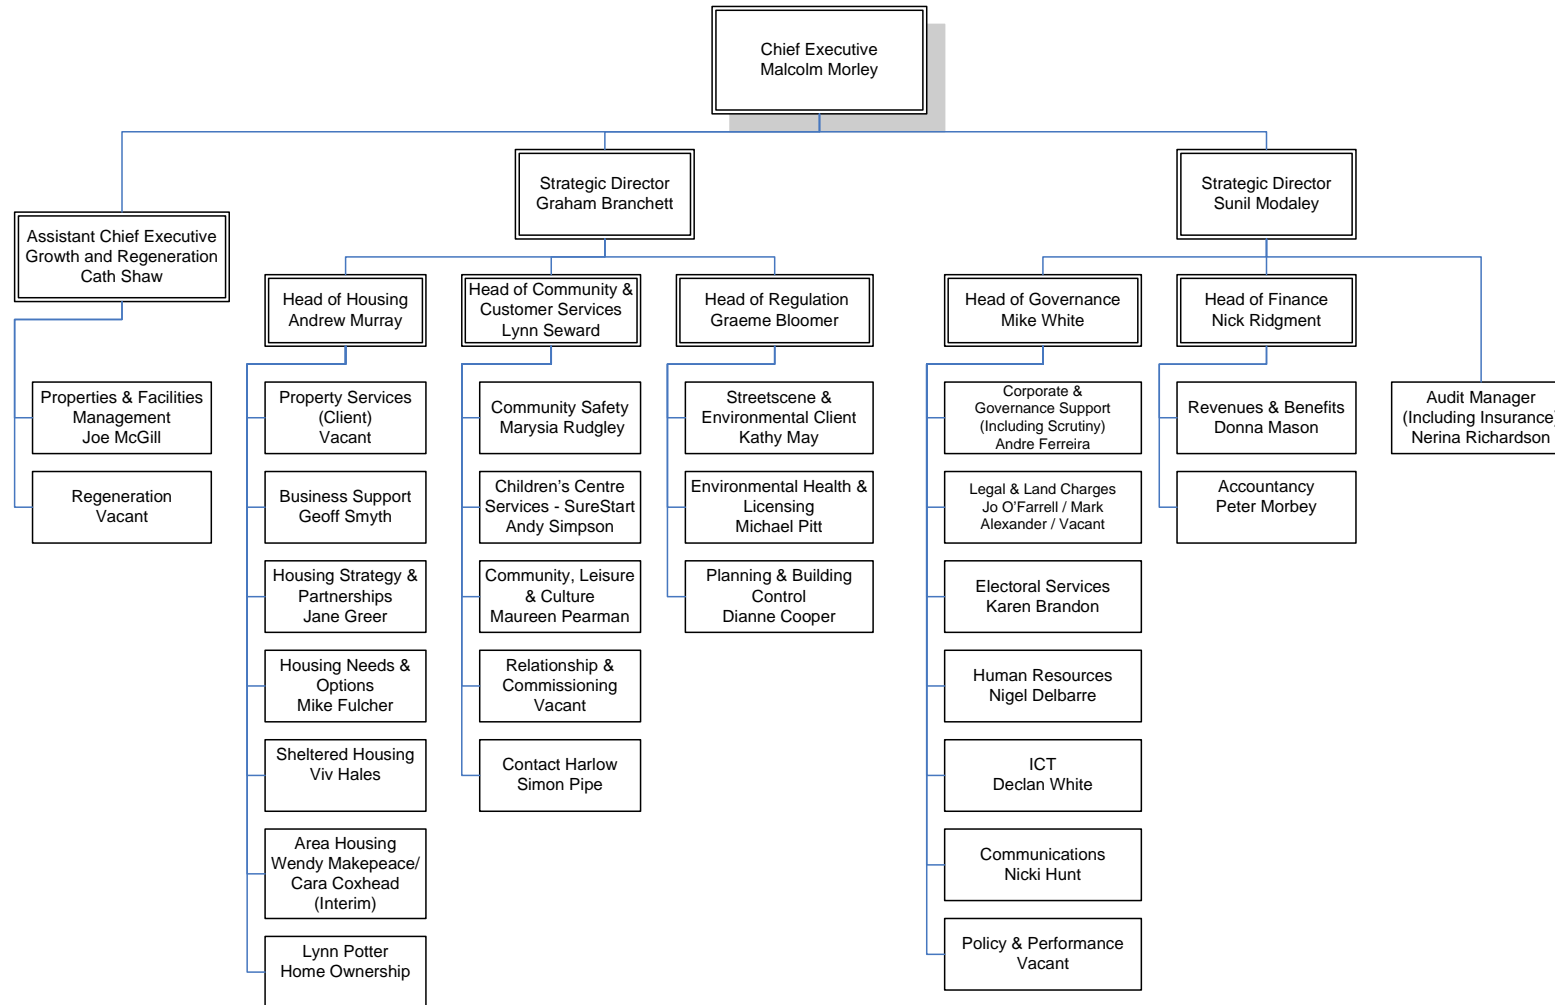 Chief Executive
Malcolm Morley
Strategic Director
Graham Branchett
Strategic Director
Sunil Modaley
Assistant Chief Executive
Growth and Regeneration
Cath Shaw
Head of Housing
Andrew Murray
Head of Community &
Customer Services
Lynn Seward
Head of Regulation
Graeme Bloomer
Head of Governance
Mike White
Head of Finance
Nick Ridgment
Properties & Facilities
Management
Joe McGill
Regeneration
Vacant
Property Services
(Client)
Vacant
Business Support
Geoff Smyth
Housing Strategy &
Partnerships
Jane Greer
Housing Needs &
Options
Mike Fulcher
Sheltered Housing
Viv Hales
Area Housing
Wendy Makepeace/
Cara Coxhead
(Interim)
Lynn Potter
Home Ownership
Community Safety
Marysia Rudgley
Children’s Centre
Services - SureStart
Andy Simpson
Community, Leisure
& Culture
Maureen Pearman
Relationship &
Commissioning
Vacant
Contact Harlow
Simon Pipe
Streetscene &
Environmental Client
Kathy May
Environmental Health &
Licensing
Michael Pitt
Planning & Building
Control
Dianne Cooper
Corporate &
Governance Support
(Including Scrutiny)
Andre Ferreira
Legal & Land Charges
Jo O’Farrell / Mark
Alexander / Vacant
Electoral Services
Karen Brandon
Human Resources
Nigel Delbarre
ICT
Declan White
Communications
Nicki Hunt
Policy & Performance
Vacant
Revenues & Benefits
Donna Mason
Accountancy
Peter Morbey
Audit Manager
(Including Insurance)
Nerina Richardson